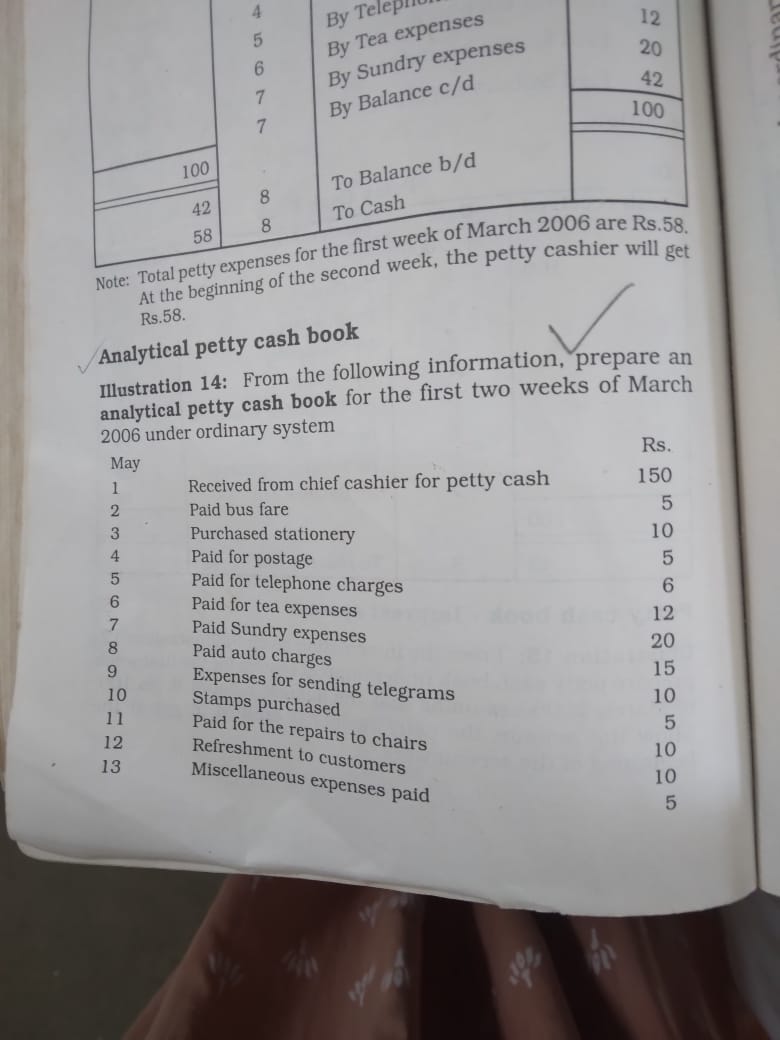 4 By
5 By Tea expenses 12
6 By Sundry expenses 20
7 By Balance c/d 42
7 100
100
42 8 To Balance b/d
58 8 To Cash
Note: Total petty expenses for the first week of March 2006 are Rs.58.
At the beginning of the second week, the petty cashier will get
Rs.58.
Analytical petty cash book
Illustration 14: From the following information, prepare an
analytical petty cash book for the first two weeks of March
2006 under ordinary system
Rs.
May
1 Received from chief cashier for petty cash 150
2 Paid bus fare 5
3 Purchased stationery 10
4 Paid for postage 5
5 Paid for telephone charges 6
6 Paid for tea expenses 12
7 Paid Sundry expenses 20
8 Paid auto charges 15
9 Expenses for sending telegrams 10
10 Stamps purchased 5
11 Paid for the repairs to chairs 10
12 Refreshment to customers 10
13 Miscellaneous expenses paid 5